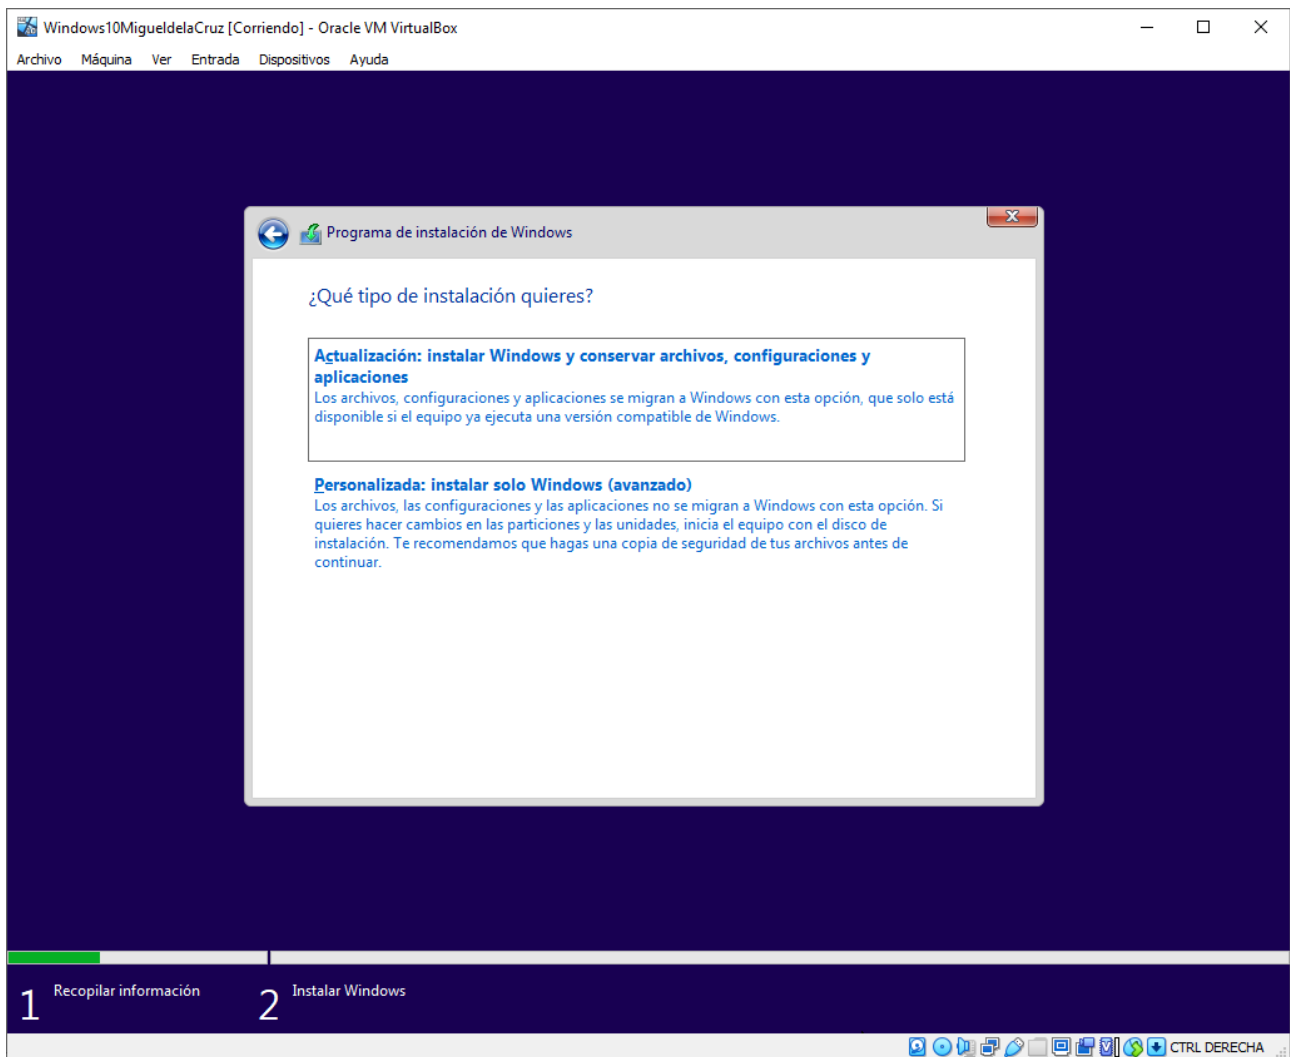 Windows10MigueldelaCruz [Corriendo] - Oracle VM VirtualBox
Archivo Máquina Ver Entrada Dispositivos Ayuda
Programa de instalación de Windows
¿Qué tipo de instalación quieres?
Actualización: instalar Windows y conservar archivos, configuraciones y
aplicaciones
Los archivos, configuraciones y aplicaciones se migran a Windows con esta opción, que solo está
disponible si el equipo ya ejecuta una versión compatible de Windows.
Personalizada: instalar solo Windows (avanzado)
Los archivos, las configuraciones y las aplicaciones no se migran a Windows con esta opción. Si
quieres hacer cambios en las particiones y las unidades, inicia el equipo con el disco de
instalación. Te recomendamos que hagas una copia de seguridad de tus archivos antes de
continuar.
1 Recopilar información 2 Instalar Windows
CTRL DERECHA